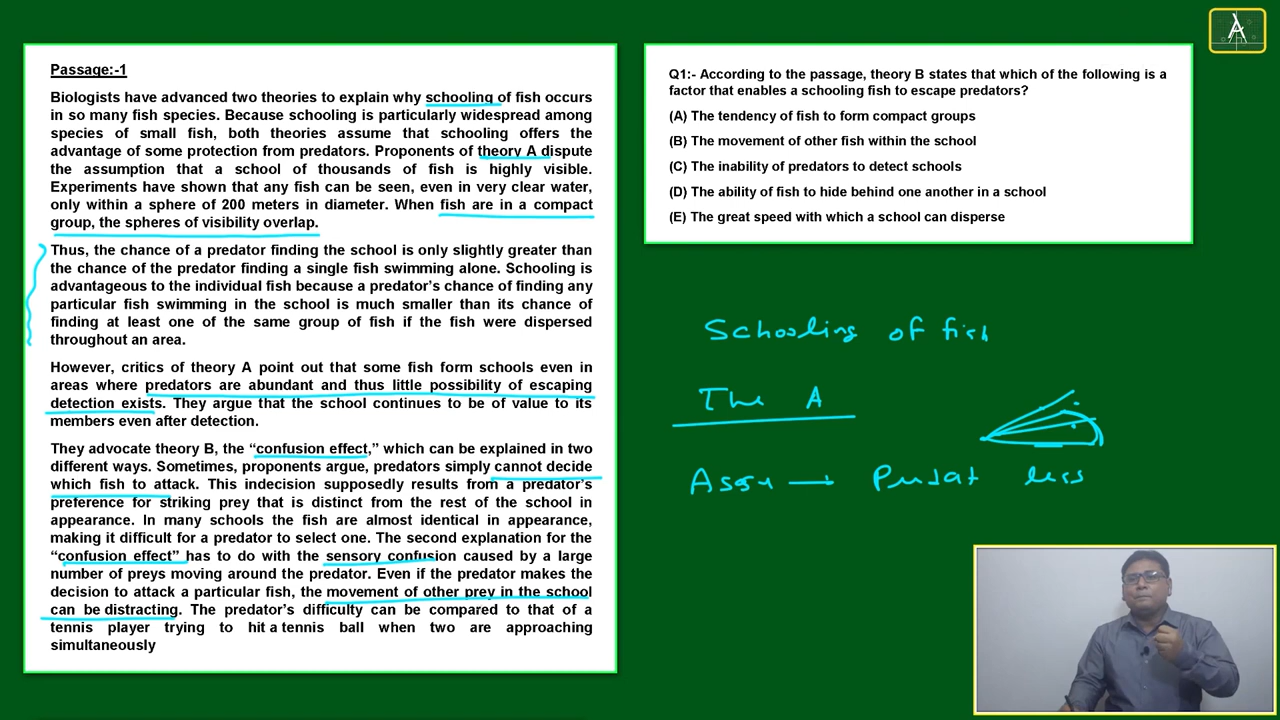 A
Passage:-1
Biologists have advanced two theories to explain why schooling of fish occurs
in so many fish species. Because schooling is particularly widespread among
species of small fish, both theories assume that schooling offers the
advantage of some protection from predators. Proponents of theory A dispute
the assumption that a school of thousands of fish is highly visible.
Experiments have shown that any fish can be seen, even in very clear water,
only within a sphere of 200 meters in diameter. When fish are in a compact
group, the spheres of visibility overlap.
Thus, the chance of a predator finding the school is only slightly greater than
the chance of the predator finding a single fish swimming alone. Schooling is
advantageous to the individual fish because a predator's chance of finding any
particular fish swimming in the school is much smaller than its chance of
finding at least one of the same group of fish if the fish were dispersed
throughout an area.
However, critics of theory A point out that some fish form schools even in
areas where predators are abundant and thus little possibility of escaping
detection exists. They argue that the school continues to be of value to its
members even after detection.
They advocate theory B, the “confusion effect,” which can be explained in two
different ways. Sometimes, proponents argue, predators simply cannot decide
which fish to attack. This indecision supposedly results from a predator's
preference for striking prey that is distinct from the rest of the school in
appearance. In many schools the fish are almost identical in appearance,
making it difficult for a predator to select one. The second explanation for the
“confusion effect” has to do with the sensory confusion caused by a large
number of preys moving around the predator. Even if the predator makes the
decision to attack a particular fish, the movement of other prey in the school
can be distracting. The predator's difficulty can be compared to that of a
tennis player trying to hit a tennis ball when two are approaching
simultaneously
Q1:- According to the passage, theory B states that which of the following is a
factor that enables a schooling fish to escape predators?
(A) The tendency of fish to form compact groups
(B) The movement of other fish within the school
(C) The inability of predators to detect schools
(D) The ability of fish to hide behind one another in a school
(E) The great speed with which a school can disperse
Schooling of fish
The A
less